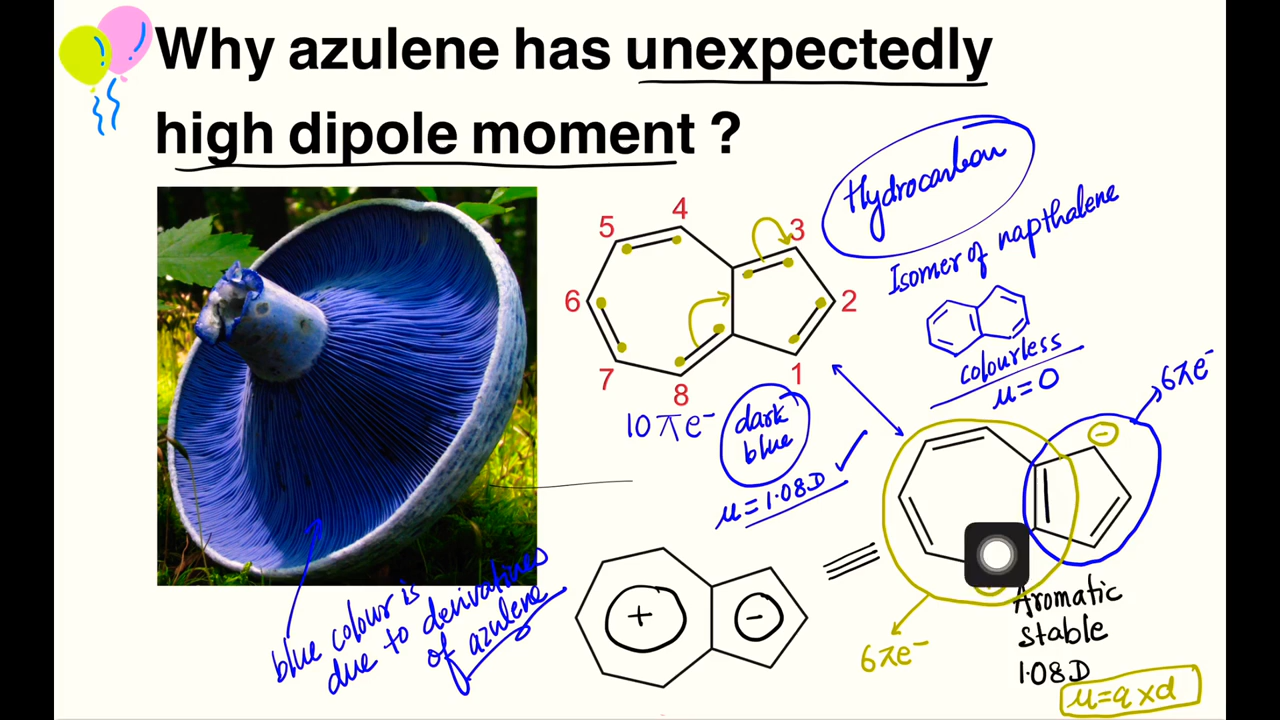 Why azulene has unexpectedly
high dipole moment ?
Hydrocarbon
Isomer of napthalene
colourless
μ=0
5
4
3
6
2
7
8
1
10πe⁻
dark
blue
μ=1.08D
6πe⁻
-
+
-
6πe⁻
Aromatic
stable
1.08D
μ=q×d
blue colour is
due to derivatives
of azulene